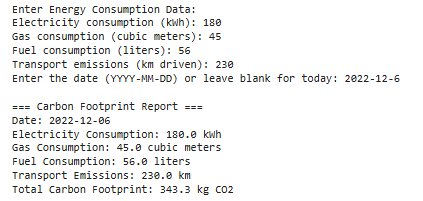 Enter Energy Consumption Data:
Electricity consumption (kWh): 180
Gas consumption (cubic meters): 45
Fuel consumption (liters): 56
Transport emissions (km driven): 230
Enter the date (YYYY-MM-DD) or leave blank for today: 2022-12-6
=== Carbon Footprint Report ===
Date: 2022-12-06
Electricity Consumption: 180.0 kWh
Gas Consumption: 45.0 cubic meters
Fuel Consumption: 56.0 liters
Transport Emissions: 230.0 km
Total Carbon Footprint: 343.3 kg CO2